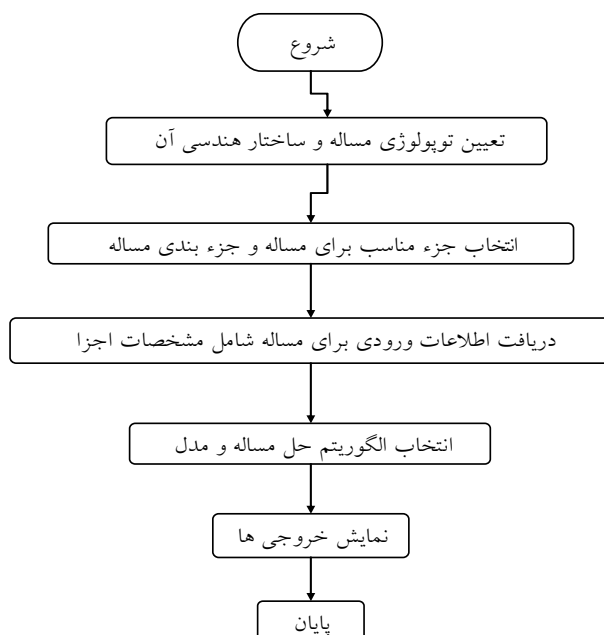 شروع
تعیین توپولوژی مساله و ساختار هندسی آن
انتخاب جزء مناسب برای مساله و جزء بندی مساله
دریافت اطلاعات ورودی برای مساله شامل مشخصات اجزا
انتخاب الگوریتم حل مساله و مدل
نمایش خروجی ها
پایان